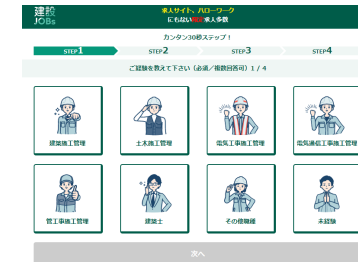 建設
JOBs
求人サイト、ハローワーク
にもない 求人多数
カンタン30秒ステップ！
STEP1
STEP2
STEP3
STEP4
ご経験を教えて下さい（必須／複数回答可）1 / 4
建築施工管理
土木施工管理
電気工事施工管理
電気通信工事施工管理
管工事施工管理
建築士
その他職種
未経験
次へ